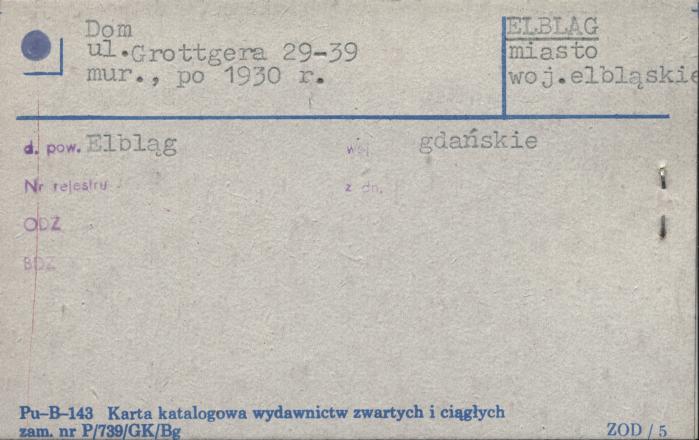 Dom
ul.Grottgera 29-39
mur., po 1930 r.
ELBLĄG
miasto
woj.elbląskie
d. pow. Elbląg woj. gdańskie
Nr rejestru z dn.
ODZ
BDZ
Pu-B-143 Karta katalogowa wydawnictw zwartych i ciągłych
zam. nr P/739/GK/Bg
ZOD / 5